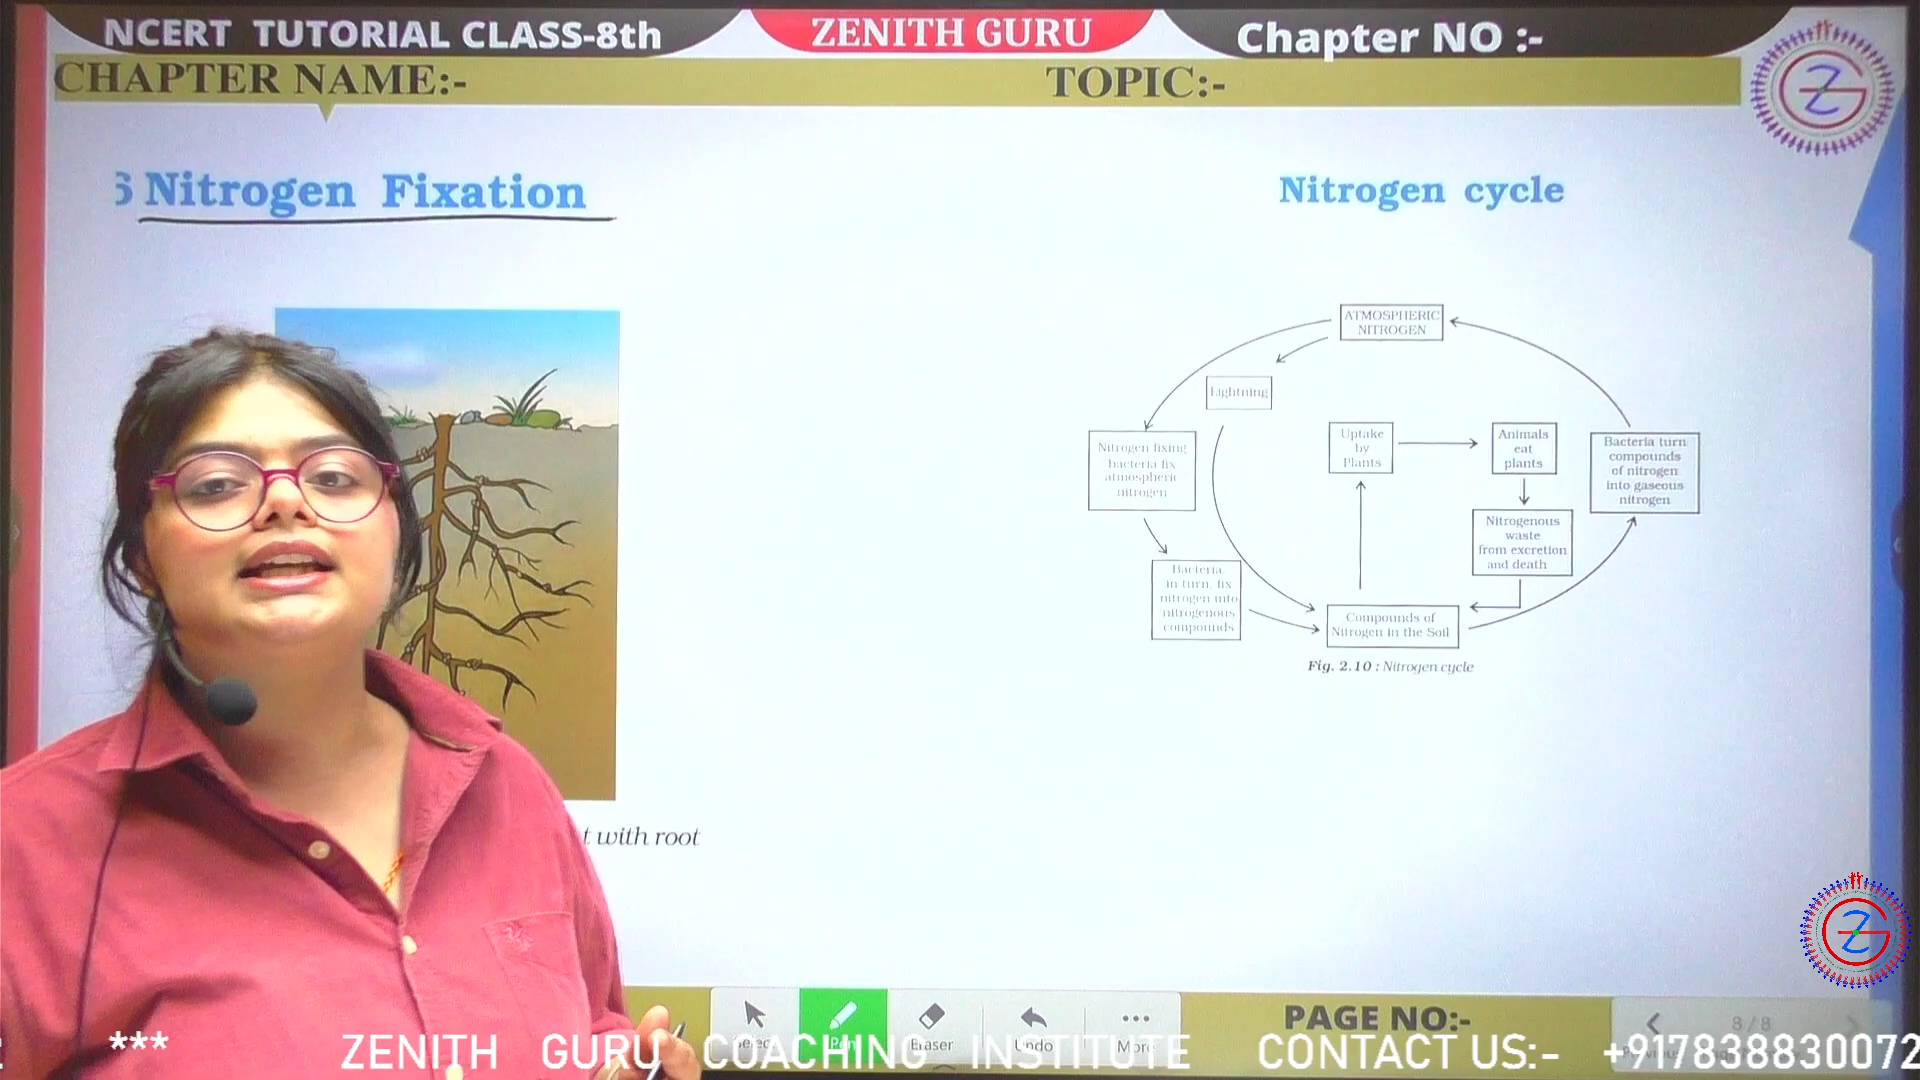 NCERT TUTORIAL CLASS-8th
ZENITH GURU
Chapter NO :-
CHAPTER NAME:-
TOPIC:-
Nitrogen Fixation
Nitrogen cycle
ATMOSPHERIC
NITROGEN
Lightning
Nitrogen fixing
bacteria fix
atmospheric
nitrogen
Uptake
by
Plants
Animals
eat
plants
Bacteria turn
compounds
of nitrogen
into gaseous
nitrogen
Nitrogenous
waste
from excretion
and death
Bacteria,
in turn, fix
nitrogen into
nitrogenous
compounds
Compounds of
Nitrogen in the Soil
Fig. 2.10 : Nitrogen cycle
with root
Select
Pen
Eraser
Undo
More
PAGE NO:-
8/8
*** ZENITH GURU COACHING INSTITUTE CONTACT US:- +917838830072